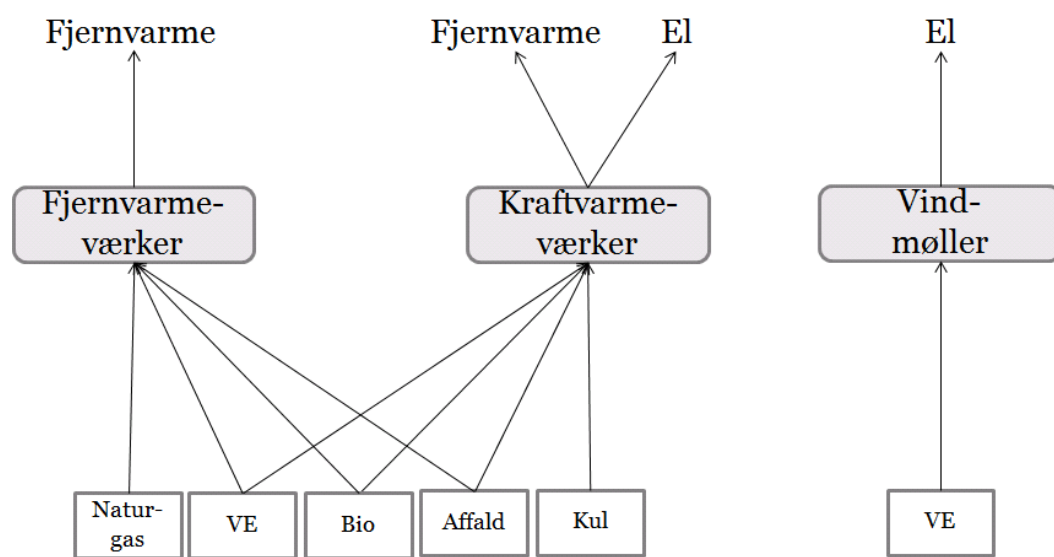 Fjernvarme
Fjernvarme
El
El
Fjernvarme-
værker
Kraftvarme-
værker
Vind-
møller
Natur-
gas
VE
Bio
Affald
Kul
VE